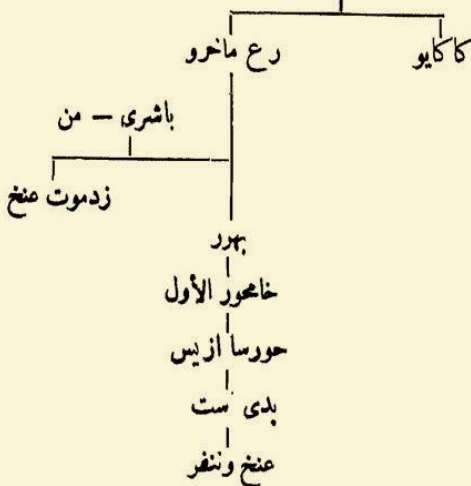 رع ماخرو
كاكايو
باشرى — من
زدموت عنخ
بهرر
خامحور الأول
حورسا ازيس
بدى ست
عنخ وننفر